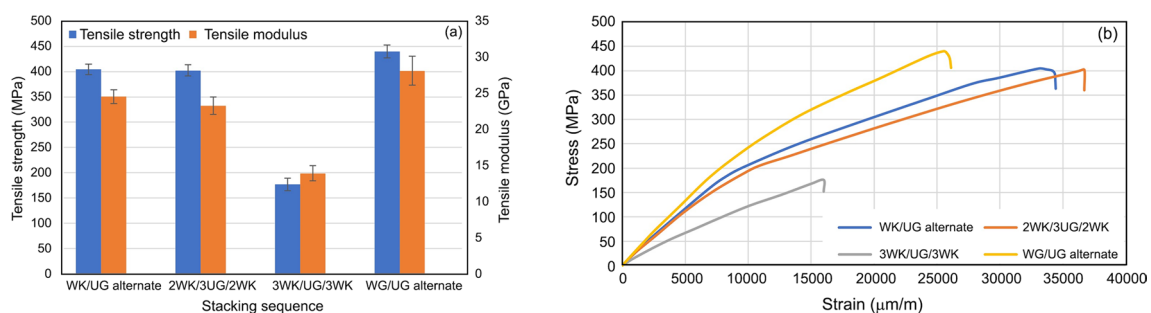 (a)
Tensile strength
Tensile modulus
Tensile strength (MPa)
500
450
400
350
300
250
200
150
100
50
0
Tensile modulus (GPa)
35
30
25
20
15
10
5
0
WK/UG alternate 2WK/3UG/2WK 3WK/UG/3WK WG/UG alternate
Stacking sequence
(b)
Stress (MPa)
500
450
400
350
300
250
200
150
100
50
0
WK/UG alternate 2WK/3UG/2WK
3WK/UG/3WK WG/UG alternate
0 5000 10000 15000 20000 25000 30000 35000 40000
Strain (μm/m)